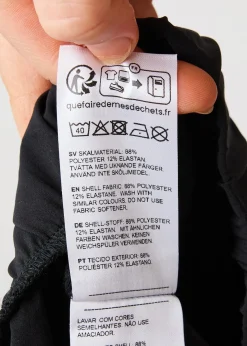 FR
quefairedemesdechets.fr
40
SV SKALMATERIAL: 88%
POLYESTER 12% ELASTAN.
TVÄTTA MED LIKNANDE FÄRGER.
ANVÄND INTE SKÖLJMEDEL.
EN SHELL FABRIC: 88% POLYESTER
12% ELASTANE. WASH WITH
SIMILAR COLOURS, DO NOT USE
FABRIC SOFTENER.
DE SHELL-STOFF: 88% POLYESTER
12% ELASTAN. MIT ÄHNLICHEN
FARBEN WASCHEN. KEINEN
WEICHSPÜLER VERWENDEN.
PT TECIDO EXTERIOR: 88%
POLIÉSTER 12% ELASTANO.
LAVAR COM CORES
SEMELHANTES. NÃO USE
AMACIADOR.
SHELL: 88%